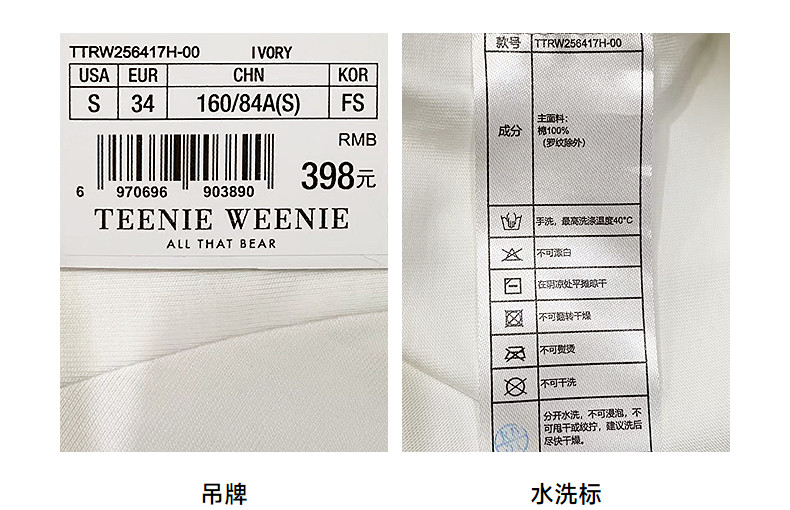 TTRW256417H-00 IVORY
USA EUR CHN KOR
S 34 160/84A(S) FS
RMB
398元
6 970696 903890
TEENIE WEENIE
ALL THAT BEAR
款号 TTRW256417H-00
成分
主面料：
棉100%
（罗纹除外）
手洗，最高洗涤温度40°C
不可漂白
在阴凉处平摊晾干
不可翻转干燥
不可熨烫
不可干洗
分开水洗，不可浸泡，不
可甩干或绞拧，建议洗后
尽快干燥。
吊牌
水洗标